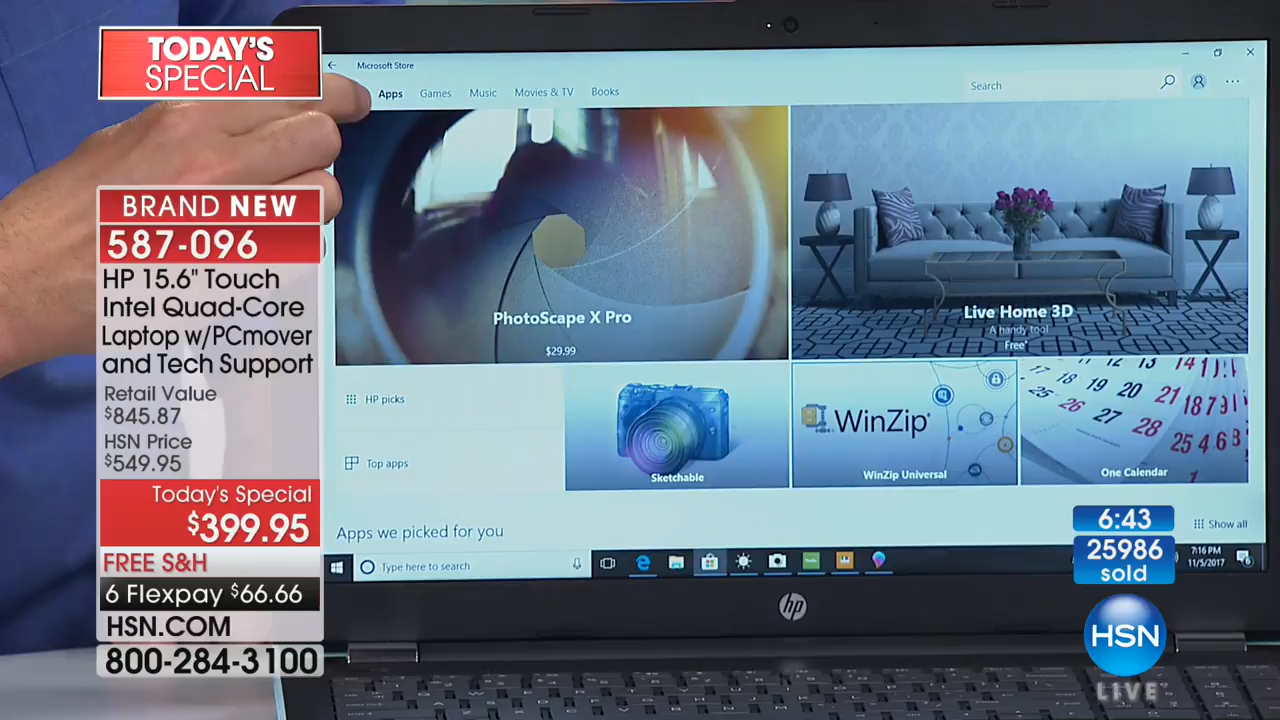 TODAY'S
SPECIAL
BRAND NEW
587-096
HP 15.6" Touch
Intel Quad-Core
Laptop w/PCmover
and Tech Support
Retail Value
$845.87
HSN Price
$549.95
Today's Special
$399.95
FREE S&H
6 Flexpay $66.66
HSN.COM
800-284-3100
Microsoft Store
Apps Games Music Movies & TV Books
Search
PhotoScape X Pro
$29.99
Live Home 3D
A handy tool
Free*
HP picks
Top apps
Sketchable
WinZip
WinZip Universal
One Calendar
Apps we picked for you
Show all
Type here to search
7:16 PM
11/5/2017
hp
6:43
25986
sold
HSN
LIVE